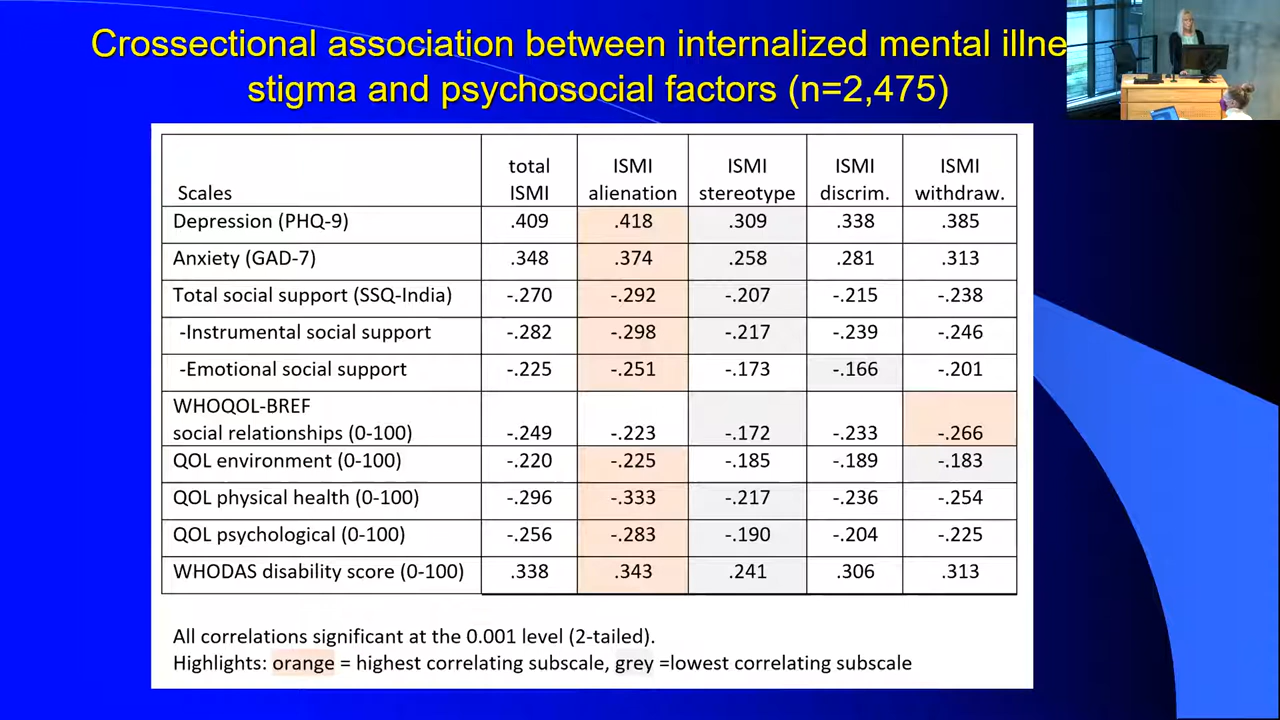 Crossectional association between internalized mental illne
stigma and psychosocial factors (n=2,475)
Scales total ISMI ISMI alienation ISMI stereotype ISMI discrim. ISMI withdraw.
Depression (PHQ-9) .409 .418 .309 .338 .385
Anxiety (GAD-7) .348 .374 .258 .281 .313
Total social support (SSQ-India) -.270 -.292 -.207 -.215 -.238
-Instrumental social support -.282 -.298 -.217 -.239 -.246
-Emotional social support -.225 -.251 -.173 -.166 -.201
WHOQOL-BREF
social relationships (0-100) -.249 -.223 -.172 -.233 -.266
QOL environment (0-100) -.220 -.225 -.185 -.189 -.183
QOL physical health (0-100) -.296 -.333 -.217 -.236 -.254
QOL psychological (0-100) -.256 -.283 -.190 -.204 -.225
WHODAS disability score (0-100) .338 .343 .241 .306 .313
All correlations significant at the 0.001 level (2-tailed).
Highlights: orange = highest correlating subscale, grey =lowest correlating subscale